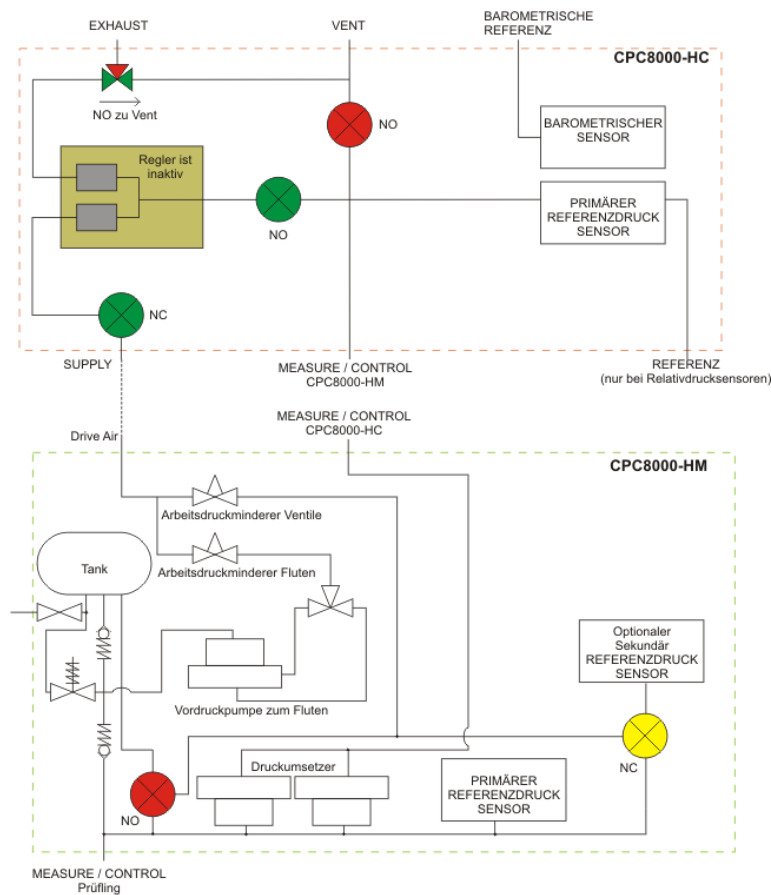 EXHAUST
VENT
BAROMETRISCHE
REFERENZ
CPC8000-HC
NO zu Vent
NO
BAROMETRISCHER
SENSOR
Regler ist
inaktiv
NO
PRIMÄRER
REFERENZDRUCK
SENSOR
NC
SUPPLY
MEASURE / CONTROL
CPC8000-HM
REFERENZ
(nur bei Relativdrucksensoren)
MEASURE / CONTROL
CPC8000-HC
Drive Air
CPC8000-HM
Arbeitsdruckminderer Ventile
Tank
Arbeitsdruckminderer Fluten
Optionaler
Sekundär
REFERENZDRUCK
SENSOR
Vordruckpumpe zum Fluten
Druckumsetzer
NC
PRIMÄRER
REFERENZDRUCK
SENSOR
NO
MEASURE / CONTROL
Prüfling